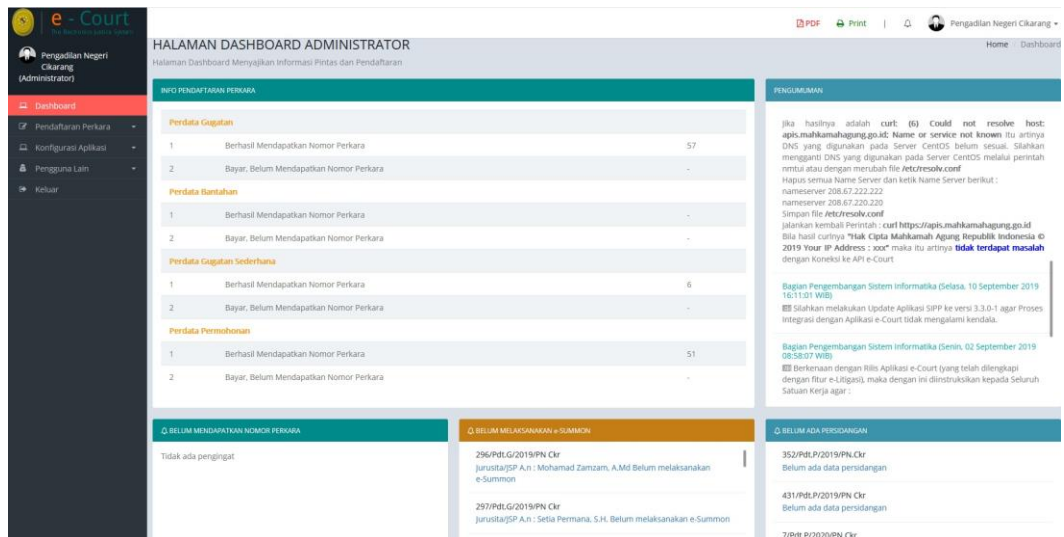 e - Court
The Electronics Justice System
PDF
Print
|
Pengadilan Negeri Cikarang
Pengadilan Negeri
Cikarang
(Administrator)
Dashboard
Pendaftaran Perkara
Konfigurasi Aplikasi
Pengguna Lain
Keluar
HALAMAN DASHBOARD ADMINISTRATOR
Halaman Dashboard Menyajikan Informasi Pintas dan Pendaftaran
Home Dashboard
INFO PENDAFTARAN PERKARA
Perdata Gugatan
1 Berhasil Mendapatkan Nomor Perkara 57
2 Bayar, Belum Mendapatkan Nomor Perkara -
Perdata Bantahan
1 Berhasil Mendapatkan Nomor Perkara -
2 Bayar, Belum Mendapatkan Nomor Perkara -
Perdata Gugatan Sederhana
1 Berhasil Mendapatkan Nomor Perkara 6
2 Bayar, Belum Mendapatkan Nomor Perkara -
Perdata Permohonan
1 Berhasil Mendapatkan Nomor Perkara 51
2 Bayar, Belum Mendapatkan Nomor Perkara -
PENGUMUMAN
Jika hasilnya adalah curl: (6) Could not resolve host:
apis.mahkamahagung.go.id; Name or service not known itu artinya
DNS yang digunakan pada Server CentOS belum sesuai. Silahkan
mengganti DNS yang digunakan pada Server CentOS melalui perintah
nmtui atau dengan merubah file /etc/resolv.conf
Hapus semua Name Server dan ketik Name Server berikut :
nameserver 208.67.222.222
nameserver 208.67.220.220
Simpan file /etc/resolv.conf
Jalankan kembali Perintah : curl https://apis.mahkamahagung.go.id
Bila hasil curlnya "Hak Cipta Mahkamah Agung Republik Indonesia ©
2019 Your IP Address : xxx" maka itu artinya tidak terdapat masalah
dengan Koneksi ke API e-Court
Bagian Pengembangan Sistem Informatika (Selasa, 10 September 2019
16:11:01 WIB)
Silahkan melakukan Update Aplikasi SIPP ke versi 3.3.0-1 agar Proses
Integrasi dengan Aplikasi e-Court tidak mengalami kendala.
Bagian Pengembangan Sistem Informatika (Senin, 02 September 2019
08:58:07 WIB)
Berkenaan dengan Rilis Aplikasi e-Court (yang telah dilengkapi
dengan fitur e-Litigasi), maka dengan ini diinstruksikan kepada Seluruh
Satuan Kerja agar :
BELUM MENDAPATKAN NOMOR PERKARA
Tidak ada pengingat
BELUM MELAKSANAKAN e-SUMMON
296/Pdt.G/2019/PN Ckr
Jurusita/JSP A.n : Mohamad Zamzam, A.Md Belum melaksanakan
e-Summon
297/Pdt.G/2019/PN Ckr
Jurusita/JSP A.n : Setia Permana, S.H. Belum melaksanakan e-Summon
BELUM ADA PERSIDANGAN
352/Pdt.P/2019/PN.Ckr
Belum ada data persidangan
431/Pdt.P/2019/PN Ckr
Belum ada data persidangan
7/Pdt.P/2020/PN Ckr